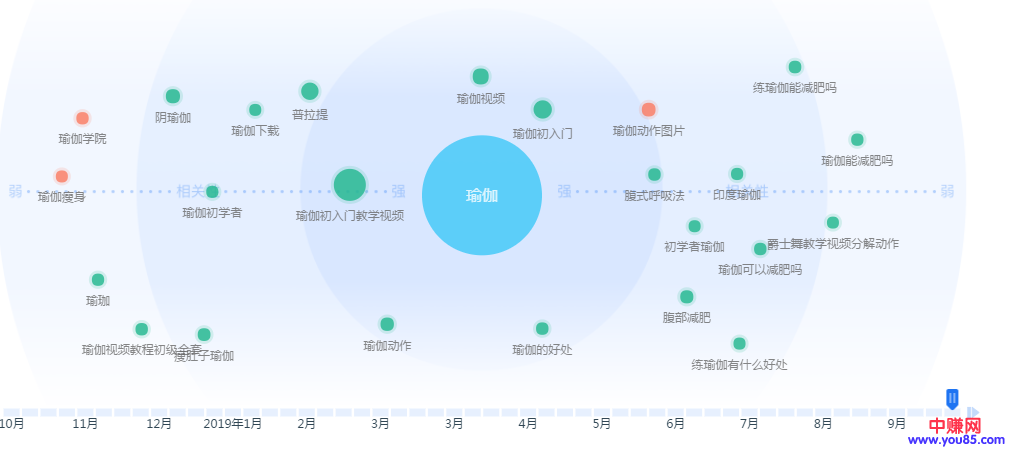 练瑜伽能减肥吗
瑜伽视频
普拉提
阴瑜伽
瑜伽下载
瑜伽初入门
瑜伽动作图片
瑜伽学院
瑜伽能减肥吗
弱
相关
强
瑜伽
强
相关性
弱
瑜伽瘦身
瑜伽初学者
瑜伽初入门教学视频
腹式呼吸法
印度瑜伽
初学者瑜伽
爵士舞教学视频分解动作
瑜伽可以减肥吗
瑜珈
腹部减肥
瑜伽视频教程初级全套
瘦肚子瑜伽
瑜伽动作
瑜伽的好处
练瑜伽有什么好处
10月 11月 12月 2019年1月 2月 3月 3月 4月 5月 6月 7月 8月 9月
中赚网
www.you85.com